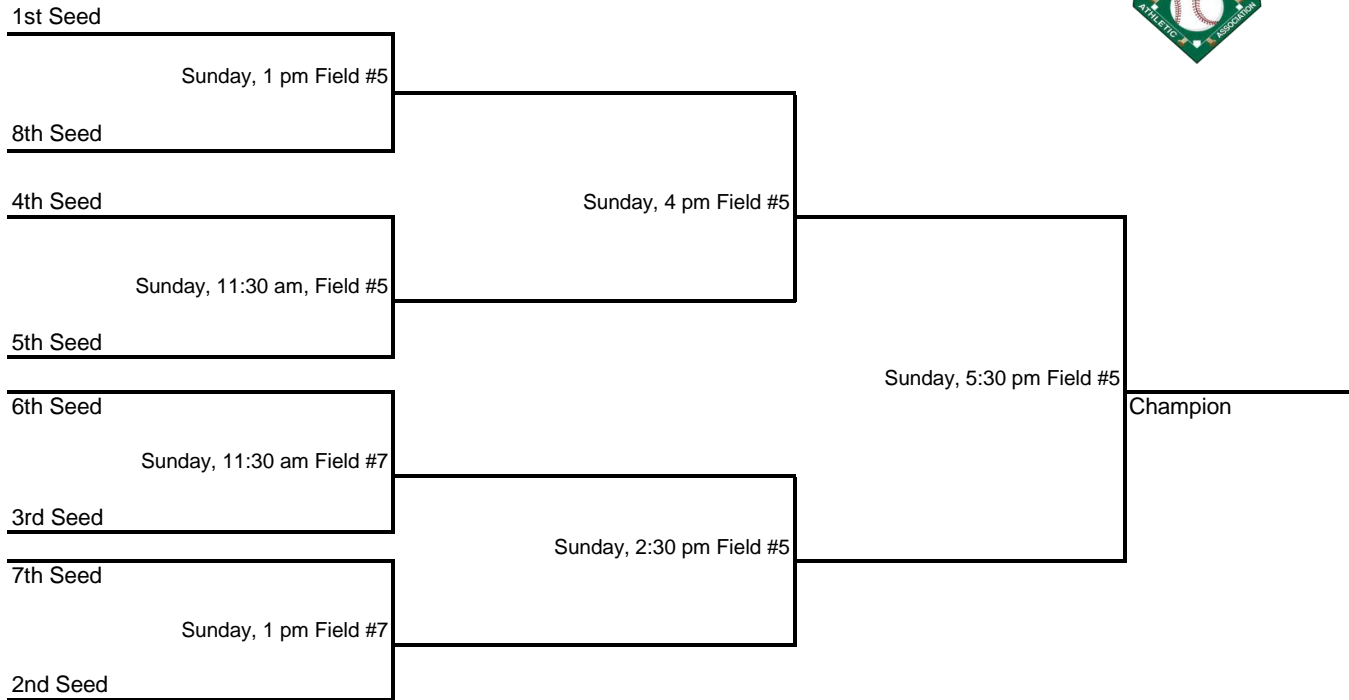 1st Seed
Sunday, 1 pm Field #5
8th Seed
4th Seed
Sunday, 4 pm Field #5
Sunday, 11:30 am, Field #5
5th Seed
Sunday, 5:30 pm Field #5
6th Seed
Champion
Sunday, 11:30 am Field #7
3rd Seed
Sunday, 2:30 pm Field #5
7th Seed
Sunday, 1 pm Field #7
2nd Seed
ATHLETIC ASSOCIATION